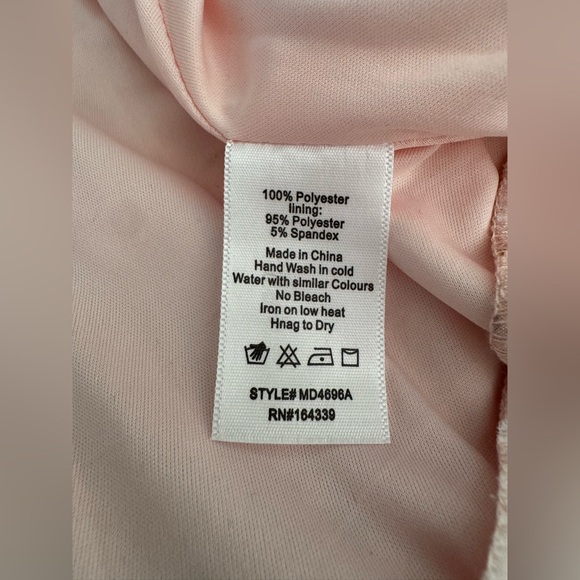 100% Polyester
lining:
95% Polyester
5% Spandex
Made in China
Hand Wash in cold
Water with similar Colours
No Bleach
Iron on low heat
Hnag to Dry
STYLE# MD4696A
RN#164339